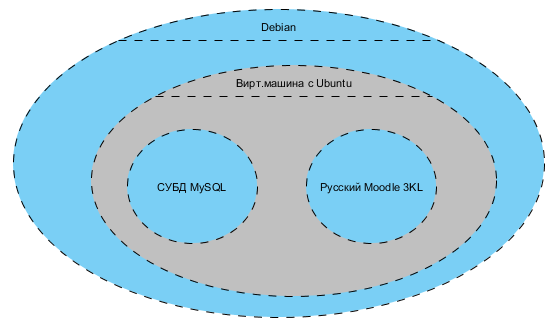 Debian
Вирт.машина с Ubuntu
СУБД MySQL
Русский Moodle 3KL